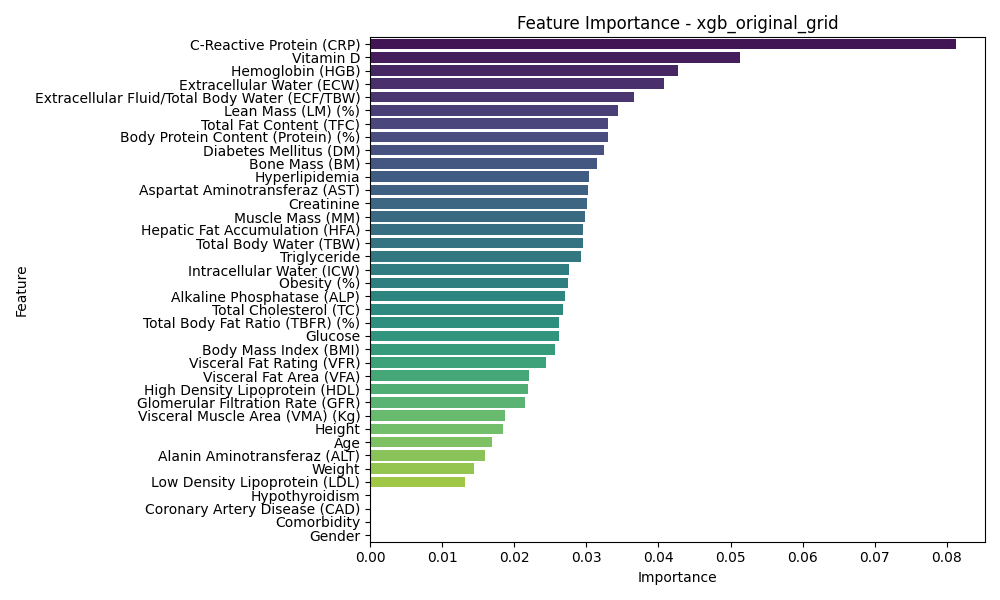 Feature Importance - xgb_original_grid
C-Reactive Protein (CRP)
Vitamin D
Hemoglobin (HGB)
Extracellular Water (ECW)
Extracellular Fluid/Total Body Water (ECF/TBW)
Lean Mass (LM) (%)
Total Fat Content (TFC)
Body Protein Content (Protein) (%)
Diabetes Mellitus (DM)
Bone Mass (BM)
Hyperlipidemia
Aspartat Aminotransferaz (AST)
Creatinine
Muscle Mass (MM)
Hepatic Fat Accumulation (HFA)
Total Body Water (TBW)
Triglyceride
Intracellular Water (ICW)
Obesity (%)
Alkaline Phosphatase (ALP)
Total Cholesterol (TC)
Total Body Fat Ratio (TBFR) (%)
Glucose
Body Mass Index (BMI)
Visceral Fat Rating (VFR)
Visceral Fat Area (VFA)
High Density Lipoprotein (HDL)
Glomerular Filtration Rate (GFR)
Visceral Muscle Area (VMA) (Kg)
Height
Age
Alanin Aminotransferaz (ALT)
Weight
Low Density Lipoprotein (LDL)
Hypothyroidism
Coronary Artery Disease (CAD)
Comorbidity
Gender
Feature
0.00 0.01 0.02 0.03 0.04 0.05 0.06 0.07 0.08
Importance